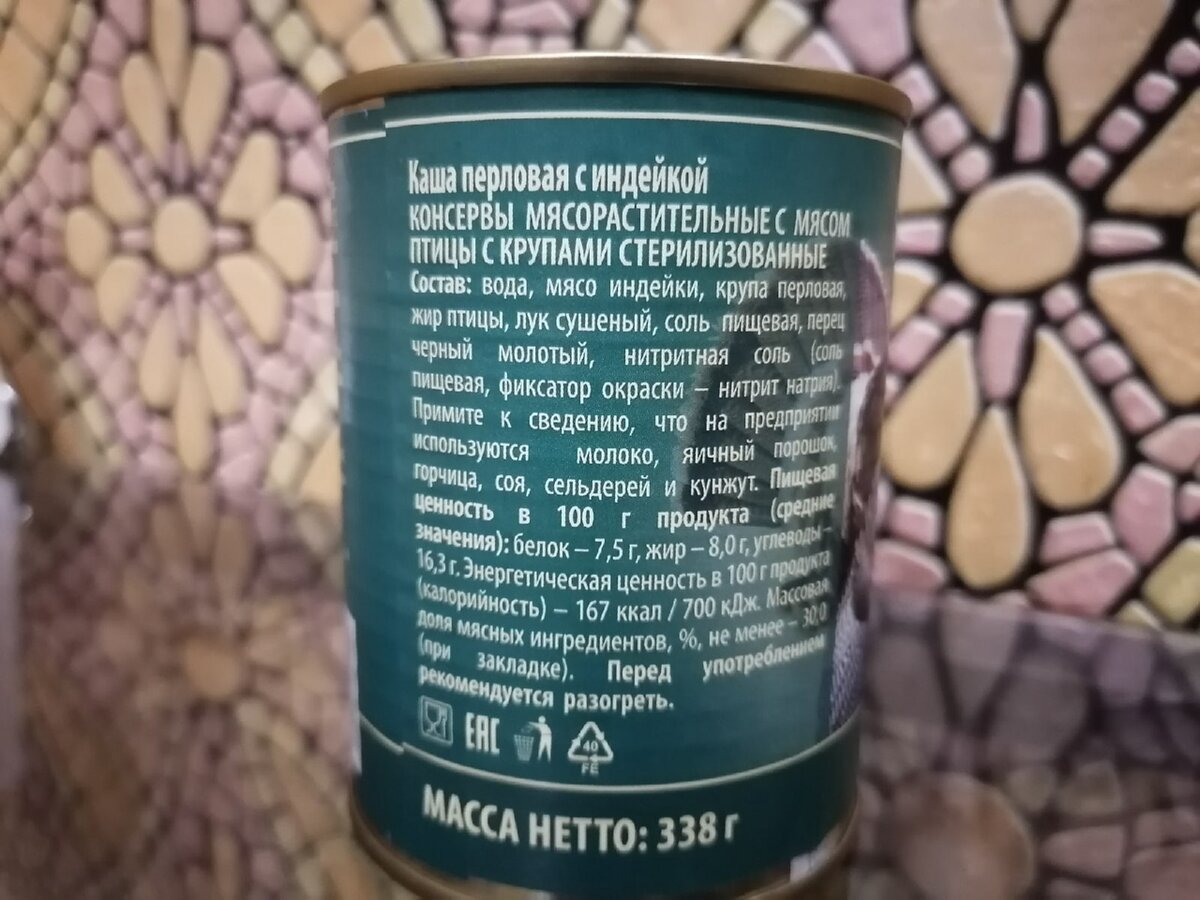 Каша перловая с индейкой
КОНСЕРВЫ МЯСОРАСТИТЕЛЬНЫЕ С МЯСОМ
ПТИЦЫ С КРУПАМИ СТЕРИЛИЗОВАННЫЕ
Состав: вода, мясо индейки, крупа перловая,
жир птицы, лук сушеный, соль пищевая, перец
черный молотый, нитритная соль (соль
пищевая, фиксатор окраски – нитрит натрия).
Примите к сведению, что на предприятии
используются молоко, яичный порошок,
горчица, соя, сельдерей и кунжут. Пищевая
ценность в 100 г продукта (средние
значения): белок – 7,5 г, жир – 8,0 г, углеводы –
16,3 г. Энергетическая ценность в 100 г продукта
(калорийность) – 167 ккал / 700 кДж. Массовая
доля мясных ингредиентов, %, не менее – 30,0
(при закладке). Перед употреблением
рекомендуется разогреть.
ЕАС 40
FE
МАССА НЕТТО: 338 г